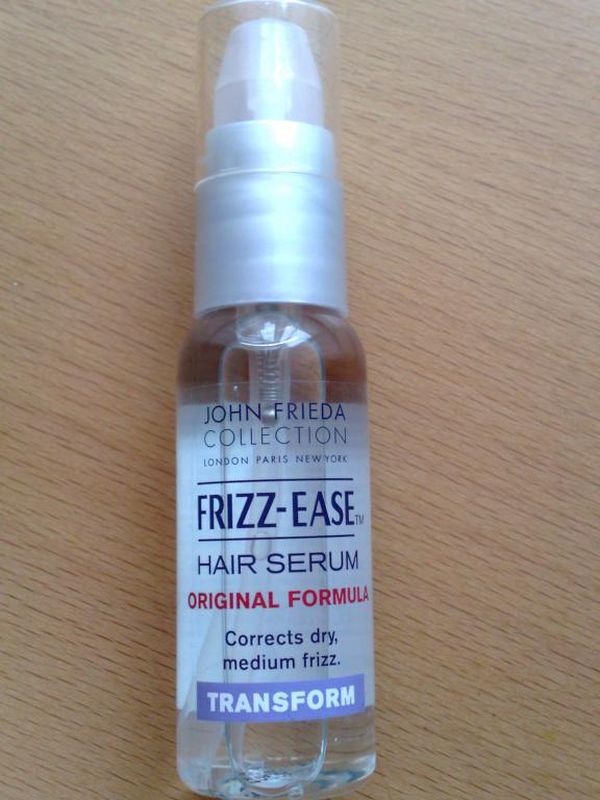 JOHN FRIEDA
COLLECTION
LONDON PARIS NEW YORK
FRIZZ-EASE™
HAIR SERUM
ORIGINAL FORMULA
Corrects dry,
medium frizz.
TRANSFORM